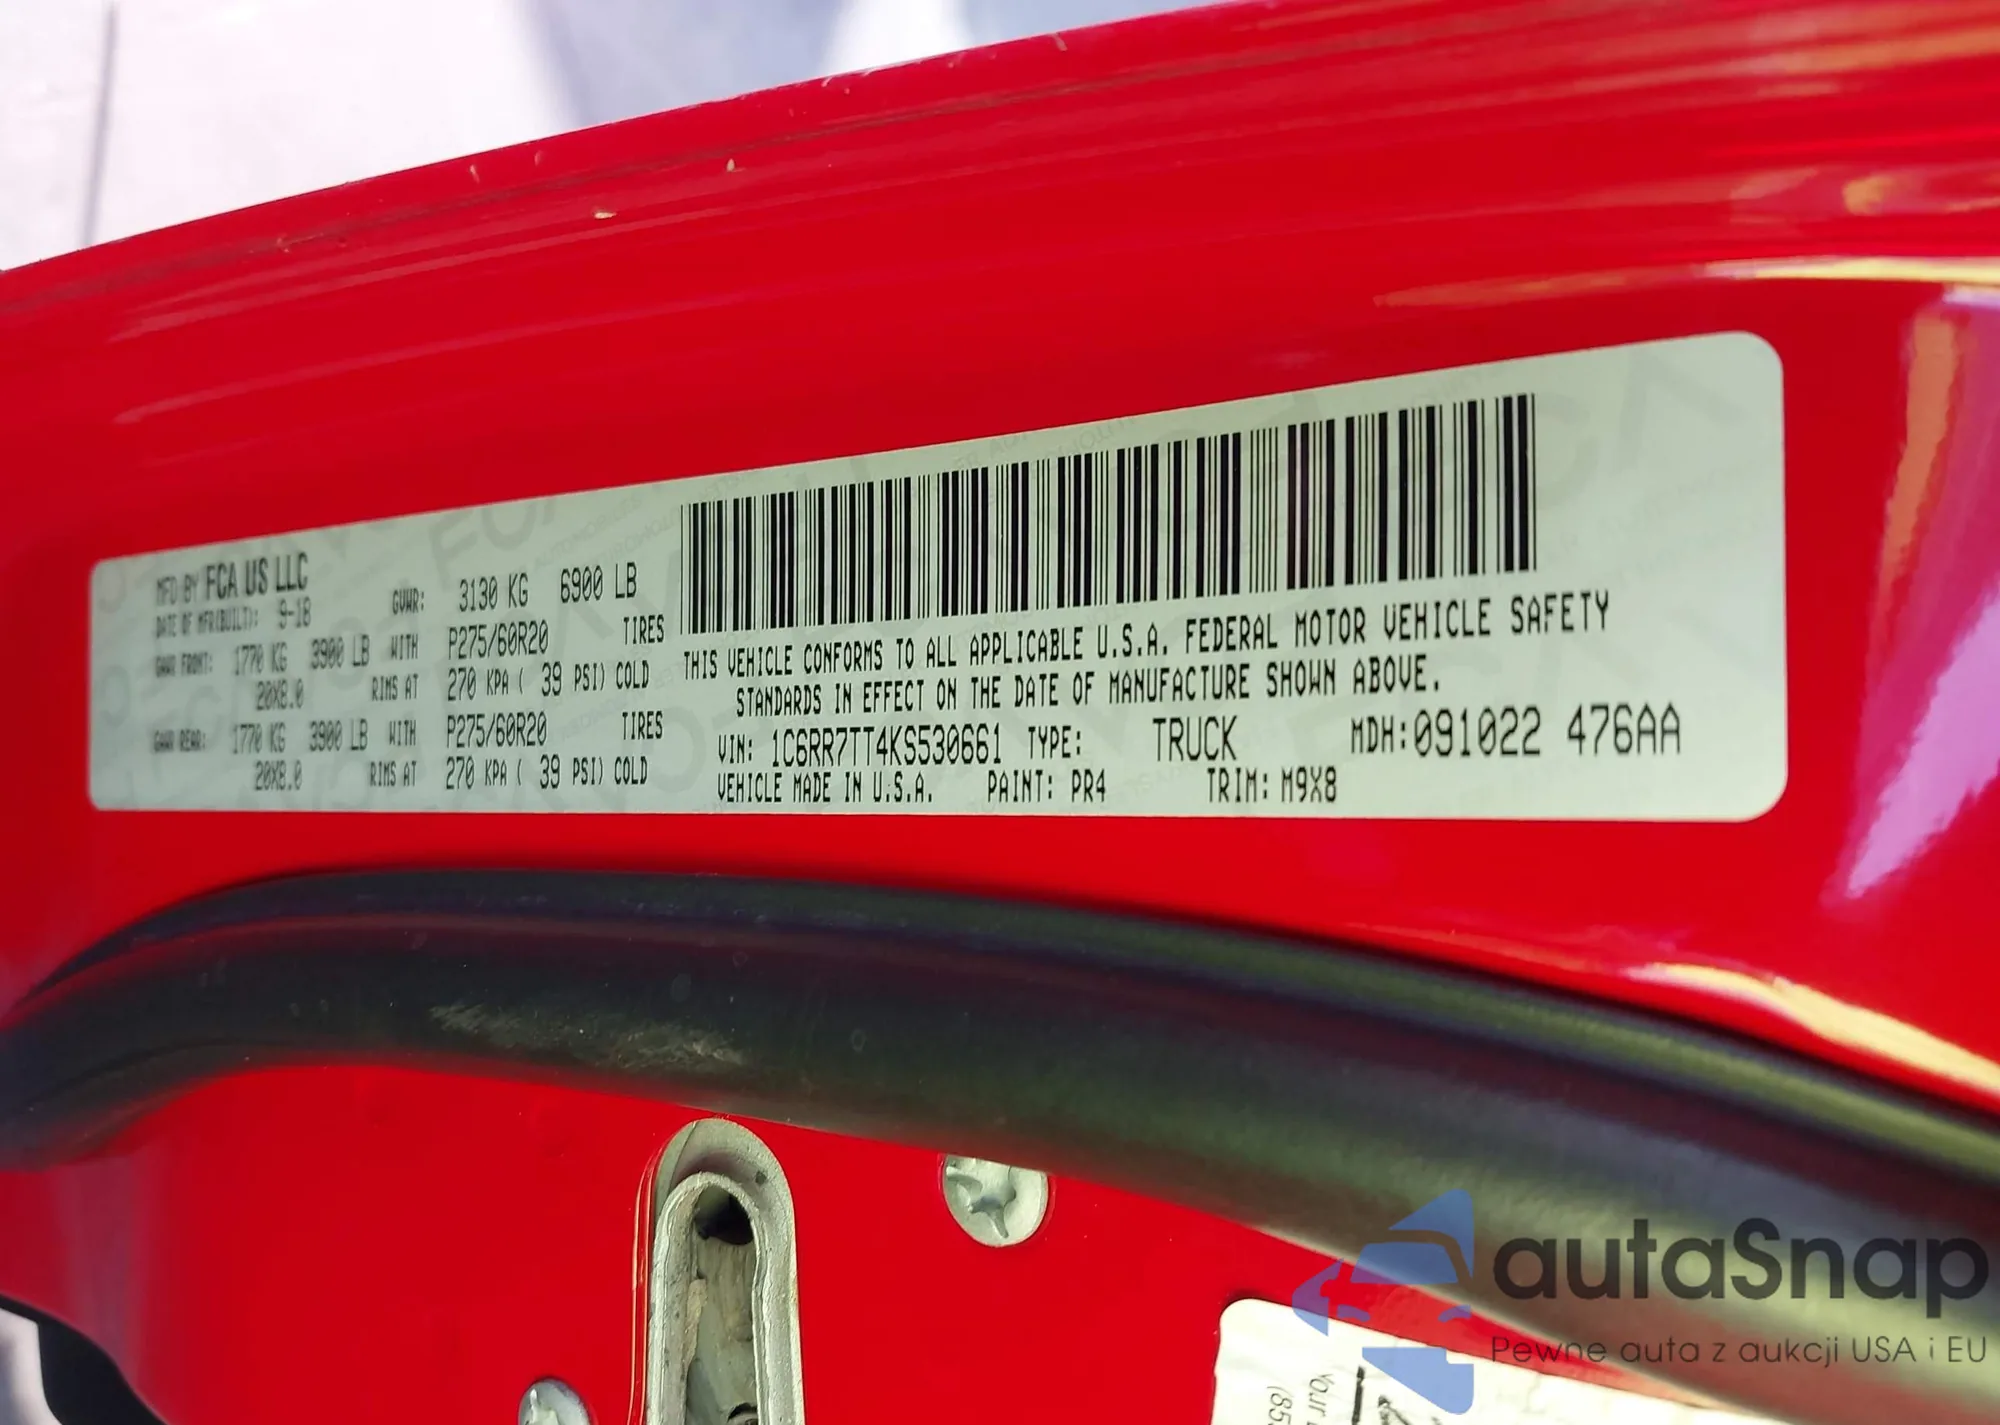 MFD BY FCA US LLC
DATE OF MFR(BUILT): 9-18 GVWR: 3130 KG 6900 LB
GAWR FRONT: 1770 KG 3900 LB WITH P275/60R20 TIRES
20X8.0 RIMS AT 270 KPA ( 39 PSI) COLD
GAWR REAR: 1770 KG 3900 LB WITH P275/60R20 TIRES
20X8.0 RIMS AT 270 KPA ( 39 PSI) COLD
THIS VEHICLE CONFORMS TO ALL APPLICABLE U.S.A. FEDERAL MOTOR VEHICLE SAFETY
STANDARDS IN EFFECT ON THE DATE OF MANUFACTURE SHOWN ABOVE.
VIN: 1C6RR7TT4KS530661 TYPE: TRUCK MDH:091022 476AA
VEHICLE MADE IN U.S.A. PAINT: PR4 TRIM: M9X8
autaSnap
Pewne auta z aukcji USA i EU